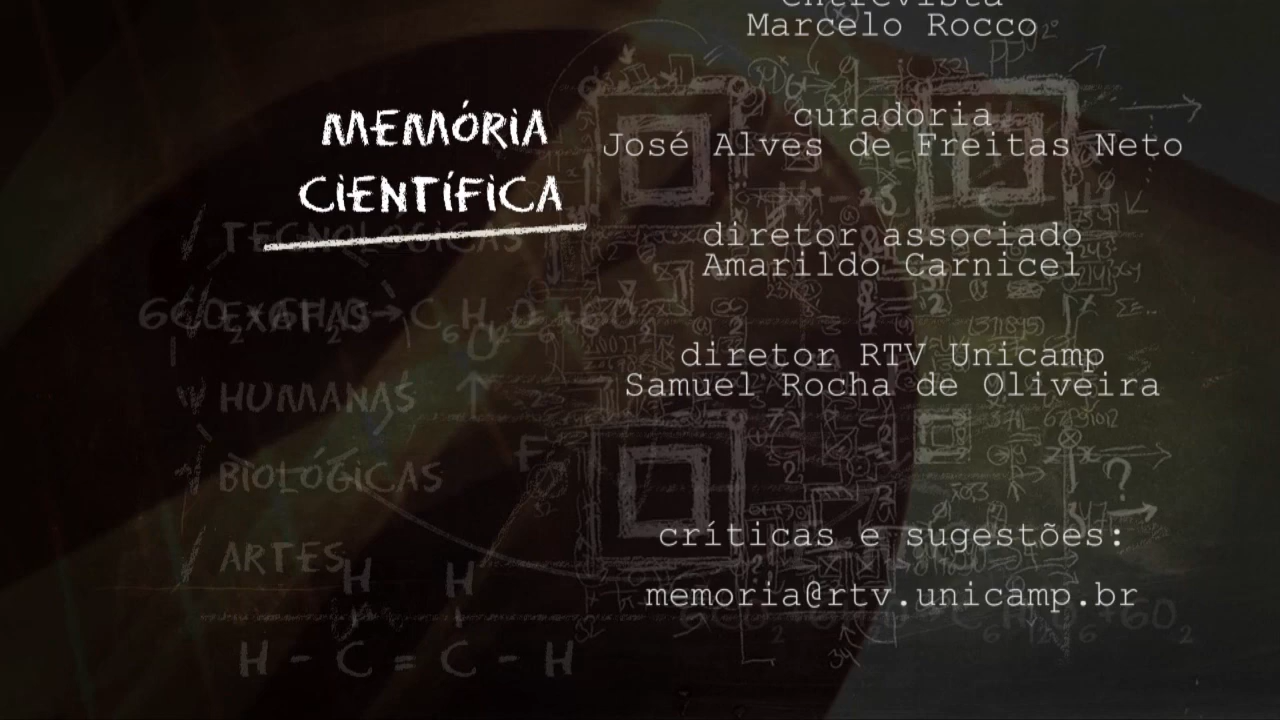 entrevista
Marcelo Rocco
MEMÓRIA
CIENTÍFICA
curadoria
José Alves de Freitas Neto
diretor associado
Amarildo Carnicel
diretor RTV Unicamp
Samuel Rocha de Oliveira
críticas e sugestões:
memoria@rtv.unicamp.br
TECNOLÓGICAS
EXATAS
HUMANAS
BIOLÓGICAS
ARTES
H H
H - C = C - H